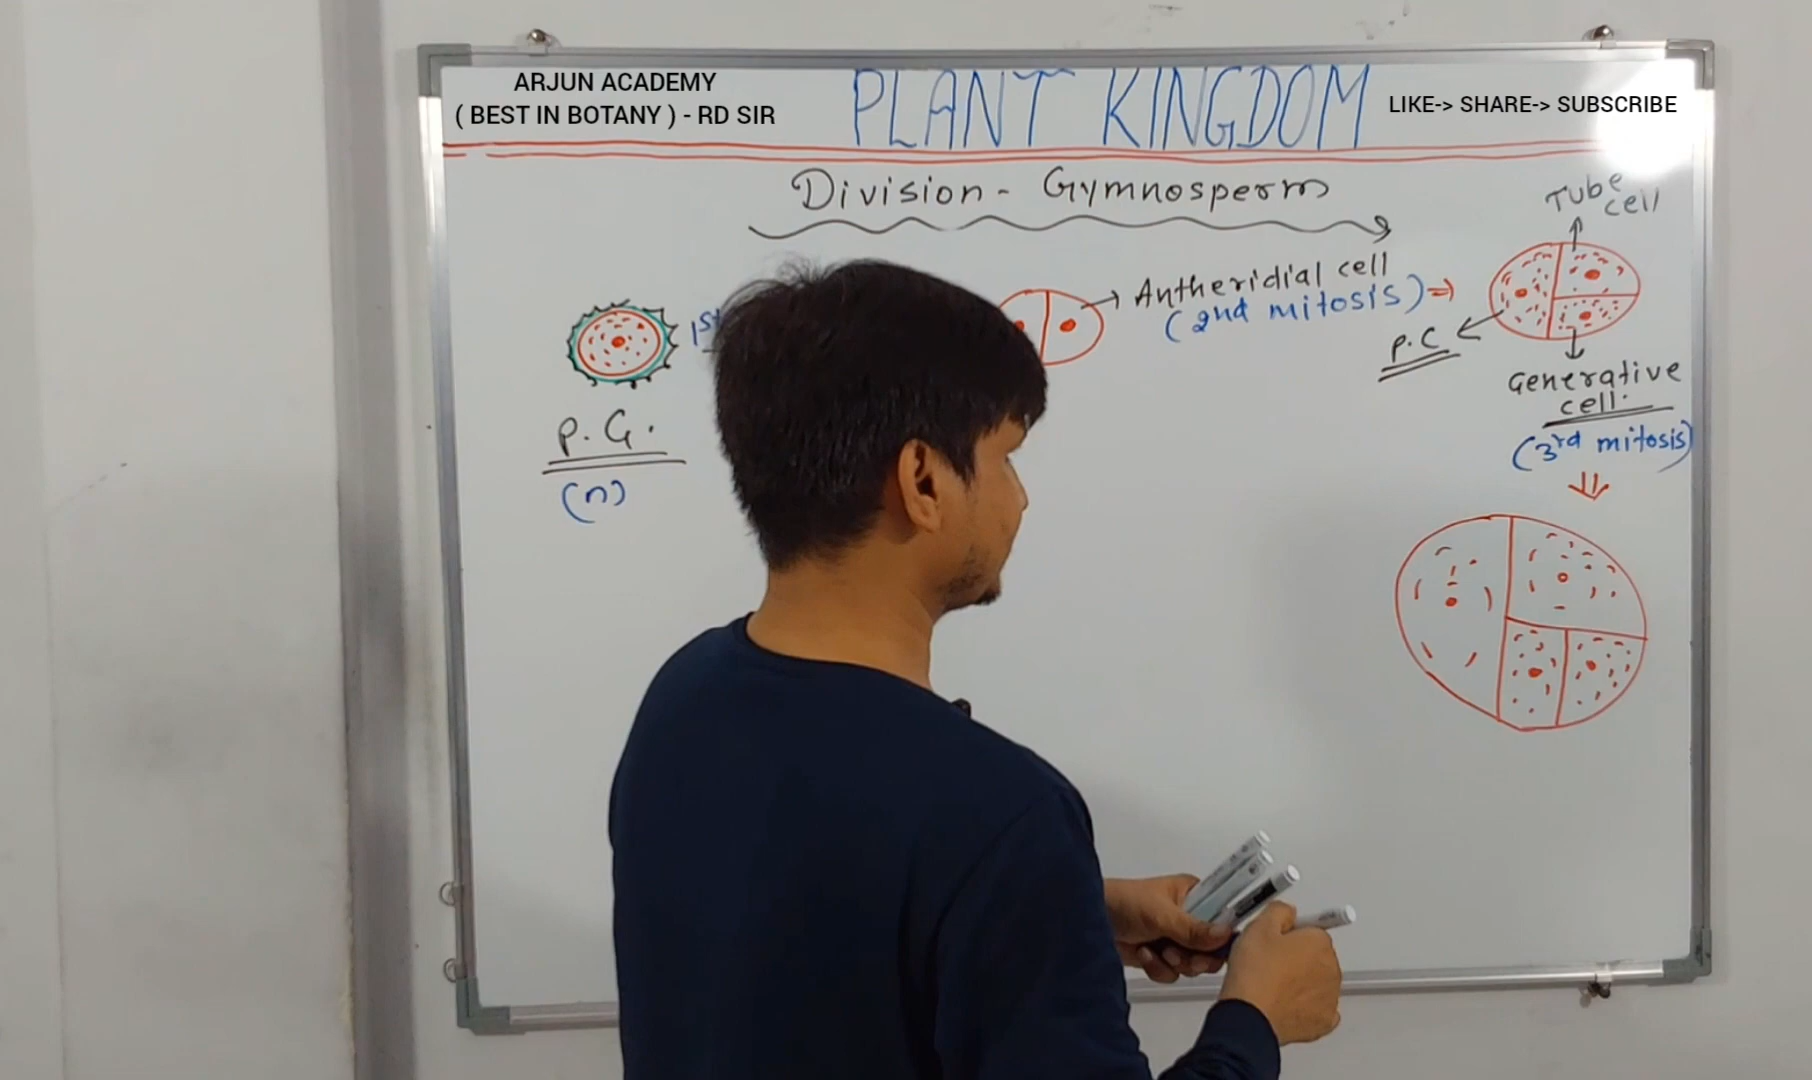 ARJUN ACADEMY
( BEST IN BOTANY ) - RD SIR
PLANT KINGDOM
LIKE-> SHARE-> SUBSCRIBE
Division - Gymnosperm
Tube
cell
1st
Antheridial cell
(2nd mitosis) ⇒
P.C
Generative
cell.
(3rd mitosis)
P. G.
(n)